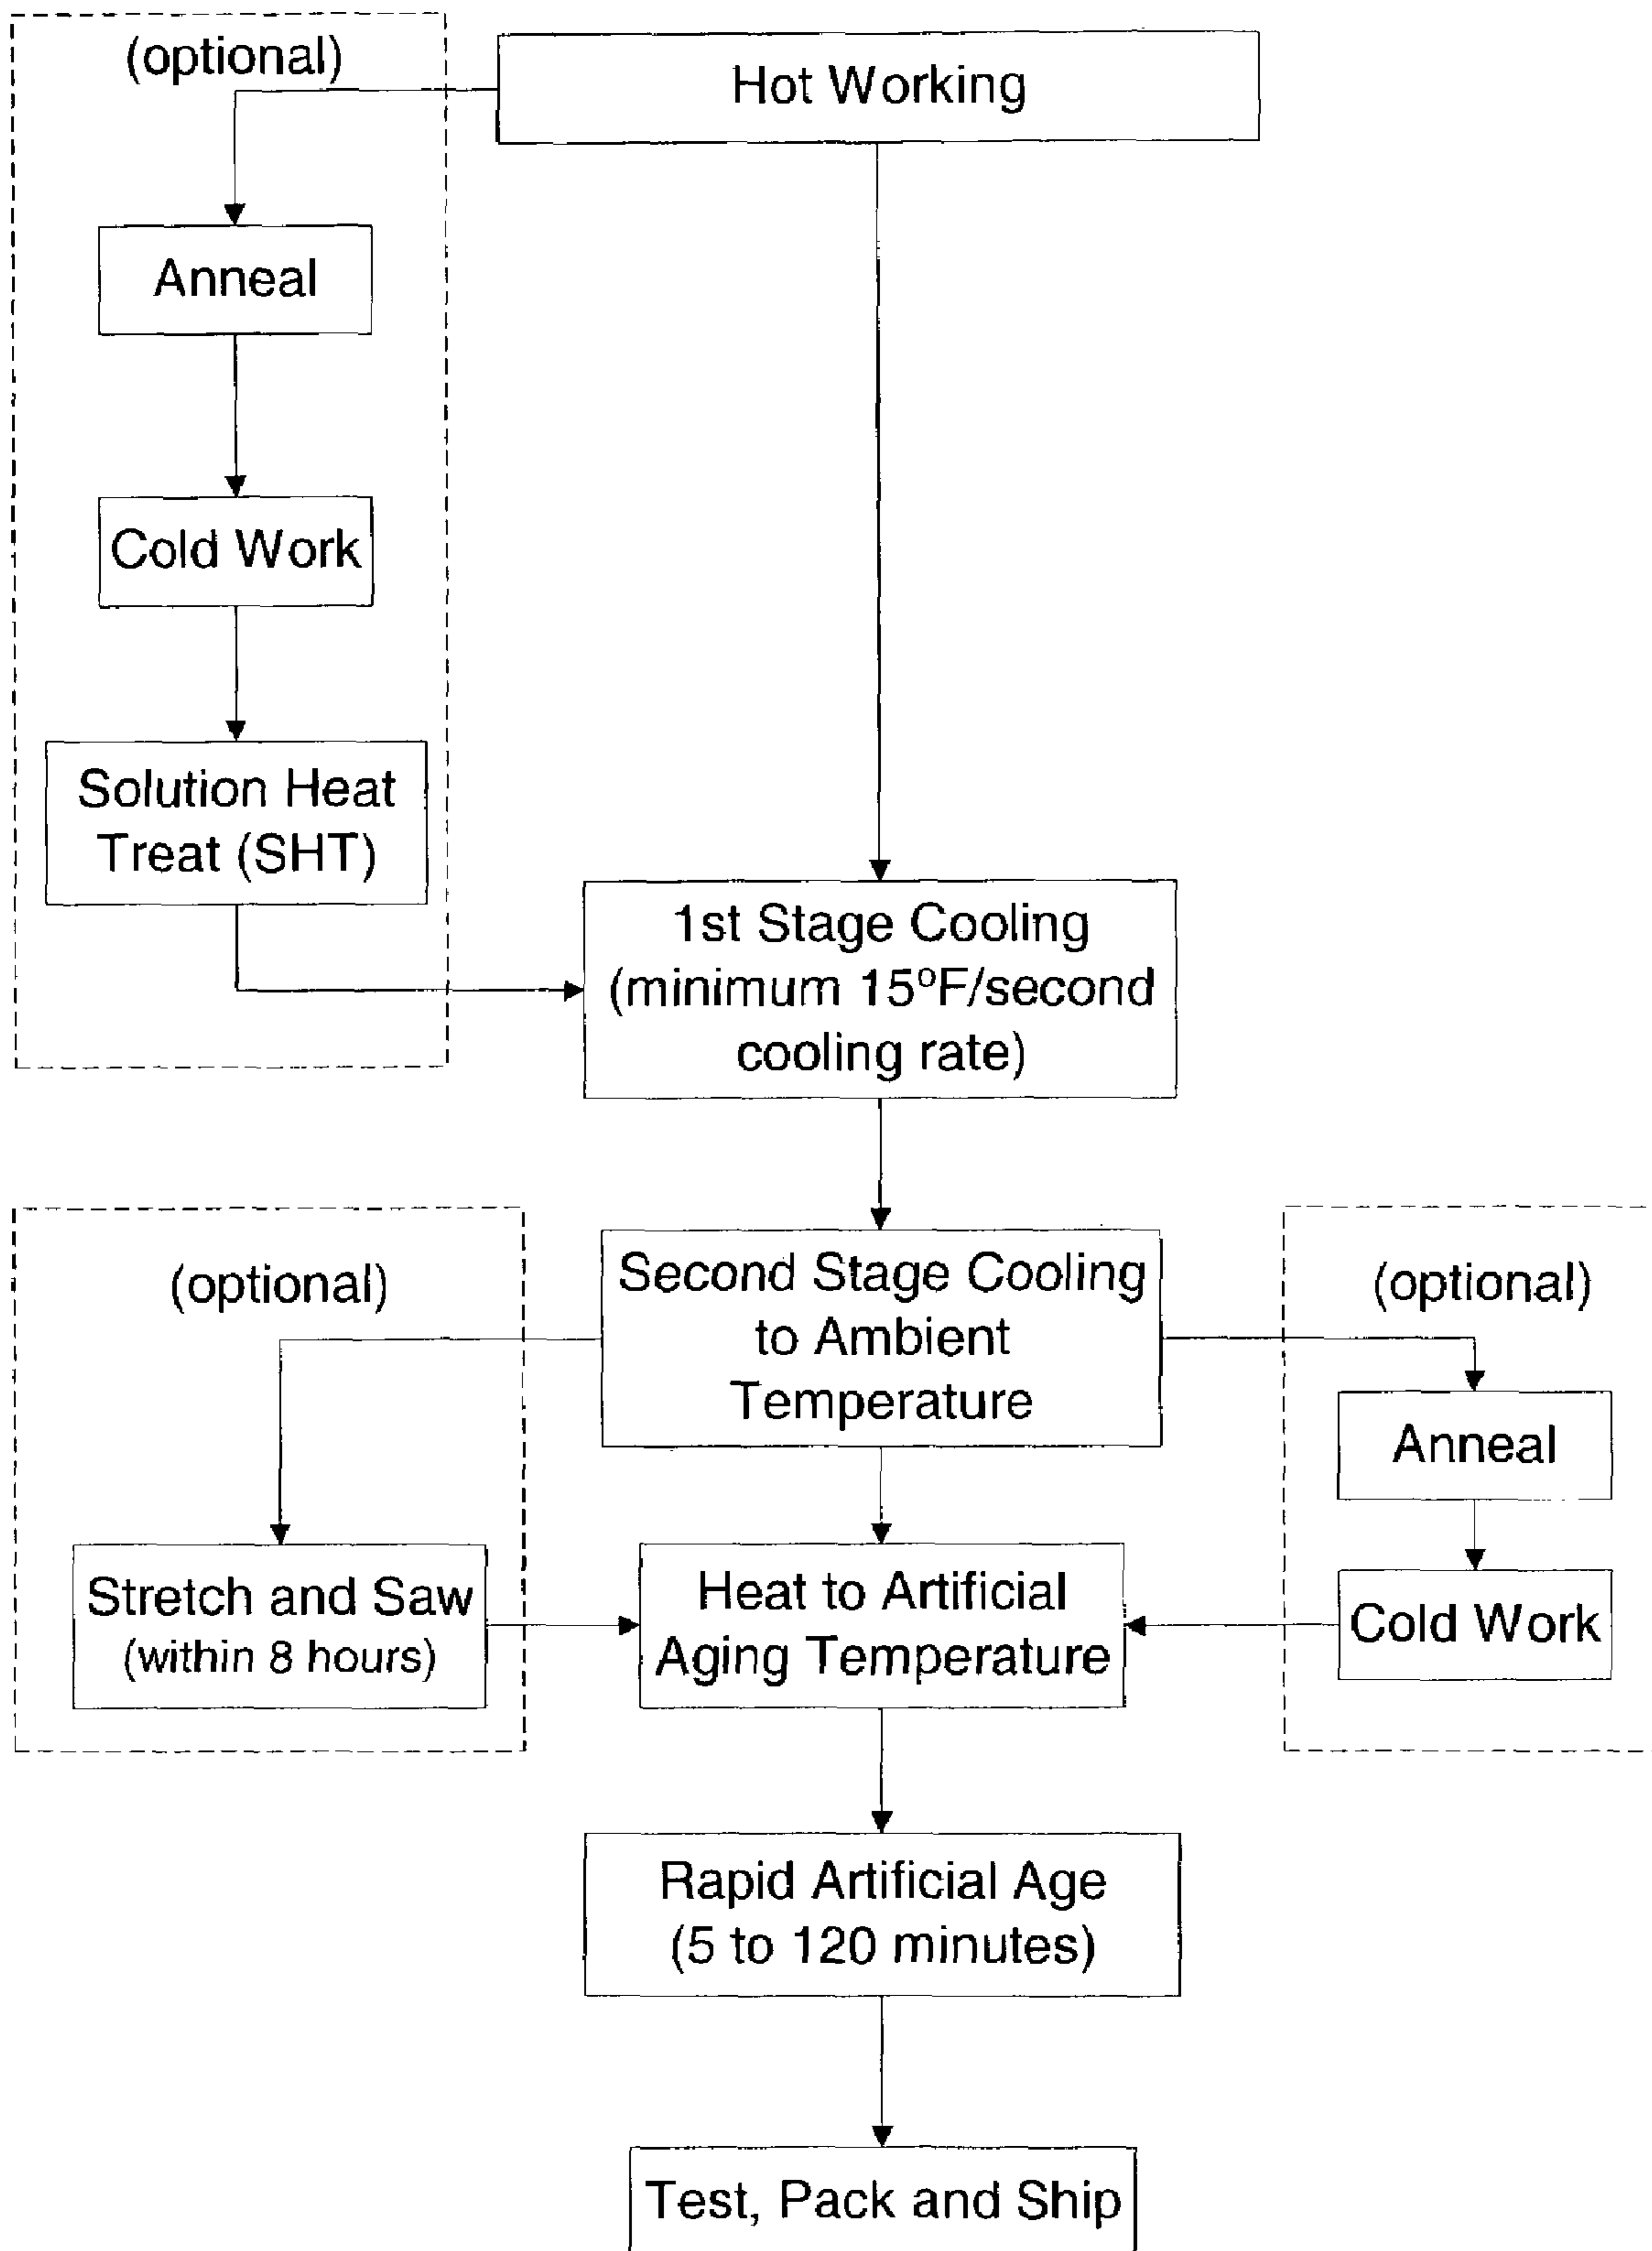 (optional)
Hot Working
Anneal
Cold Work
Solution Heat
Treat (SHT)
1st Stage Cooling
(minimum 15ºF/second
cooling rate)
(optional)
Second Stage Cooling
to Ambient
Temperature
(optional)
Anneal
Stretch and Saw
(within 8 hours)
Heat to Artificial
Aging Temperature
Cold Work
Rapid Artificial Age
(5 to 120 minutes)
Test, Pack and Ship